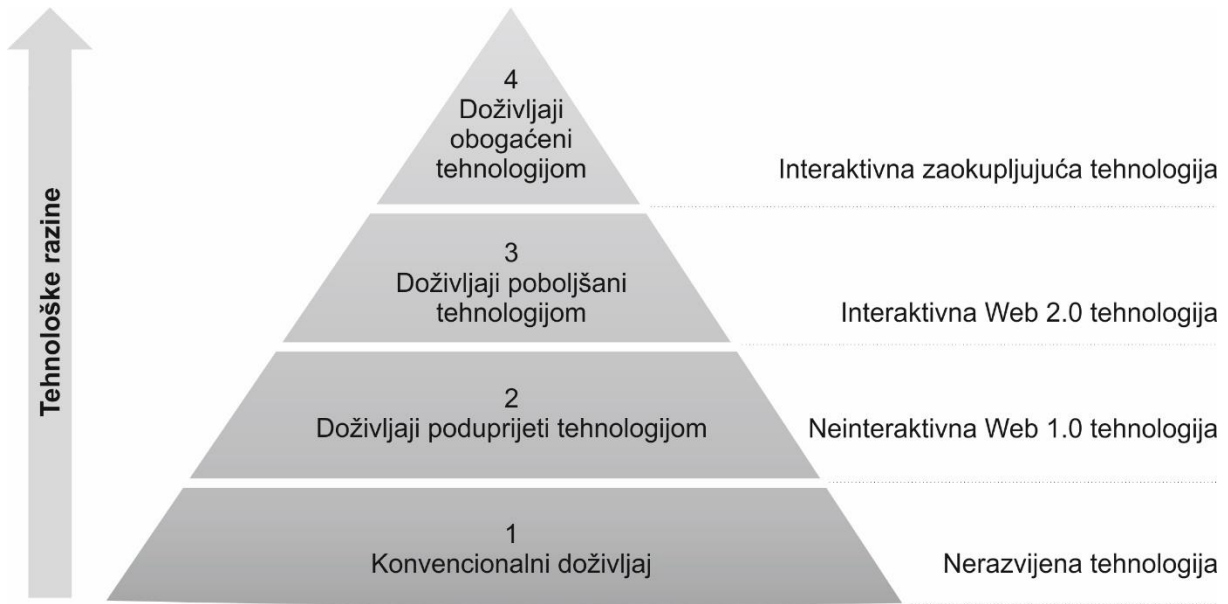 Tehnološke razine
4
Doživljaji
obogaćeni
tehnologijom
Interaktivna zaokupljujuća tehnologija
3
Doživljaji poboljšani
tehnologijom
Interaktivna Web 2.0 tehnologija
2
Doživljaji poduprijeti tehnologijom
Neinteraktivna Web 1.0 tehnologija
1
Konvencionalni doživljaj
Nerazvijena tehnologija